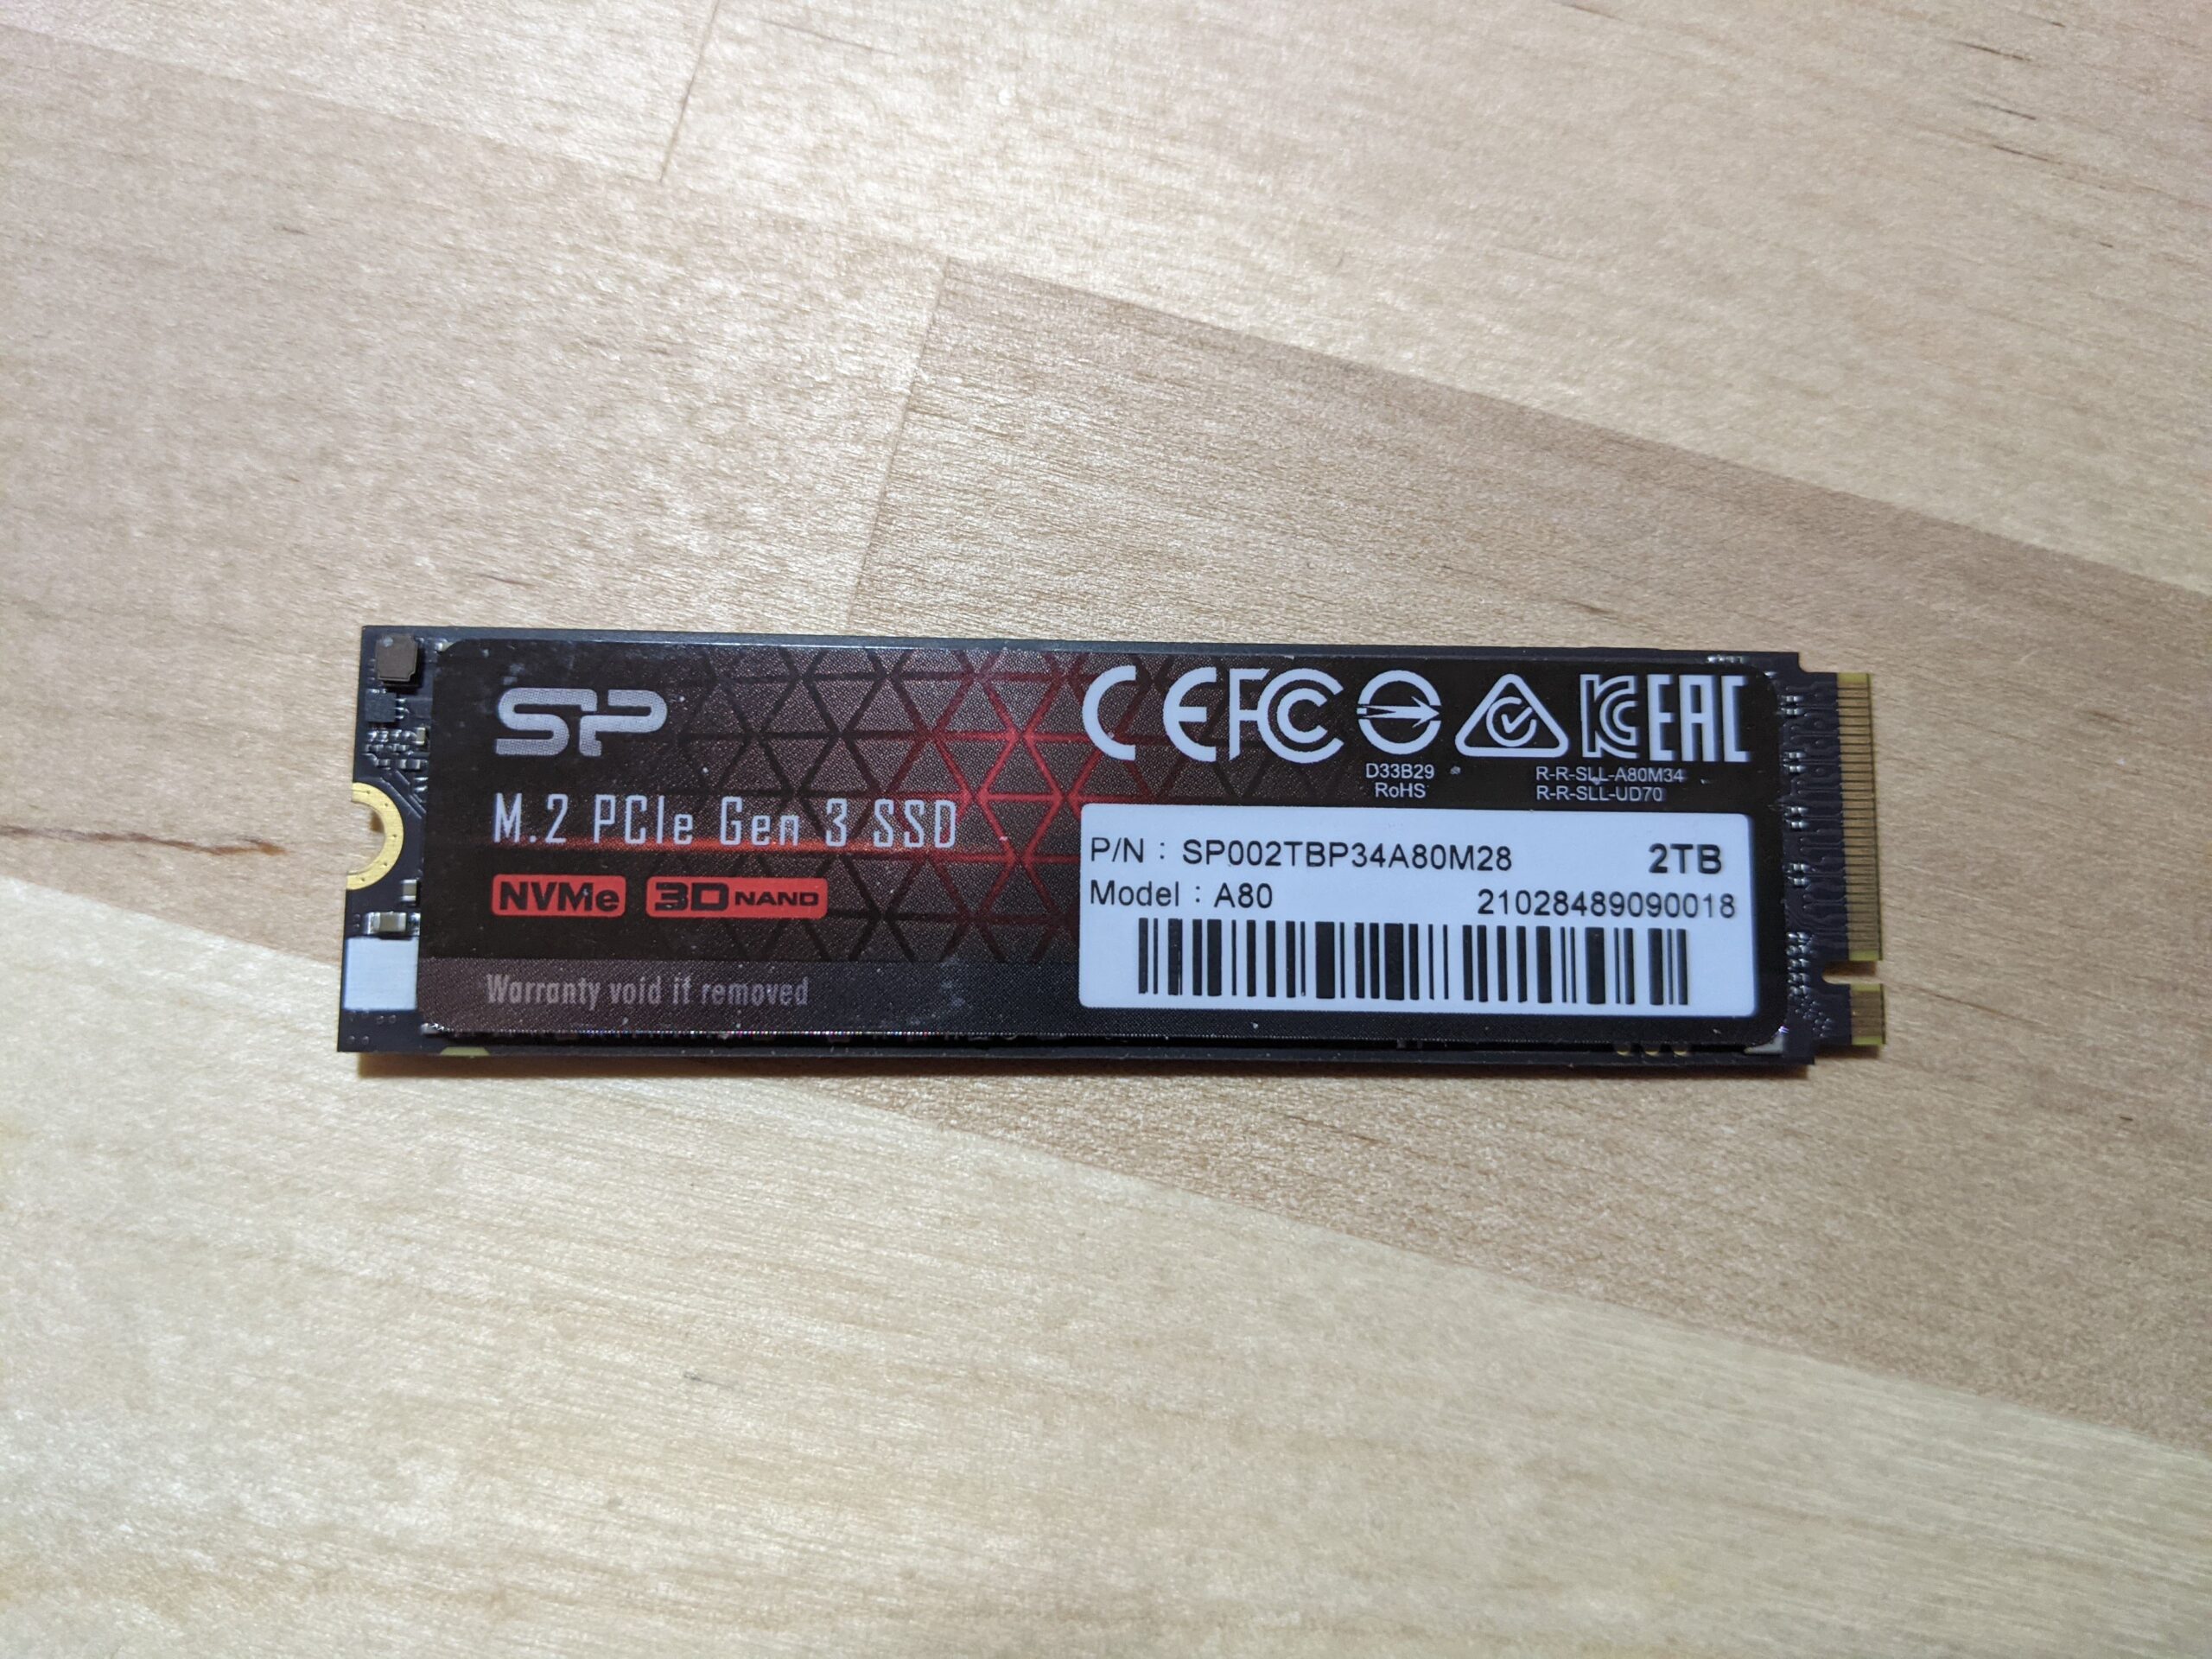 SP
M.2 PCIe Gen 3 SSD
NVMe 3D NAND
Warranty void if removed
CE FC KC EAC
D33B29
RoHS
R-R-SLL-A80M34
R-R-SLL-UD70
P/N : SP002TBP34A80M28 2TB
Model : A80 21028489090018